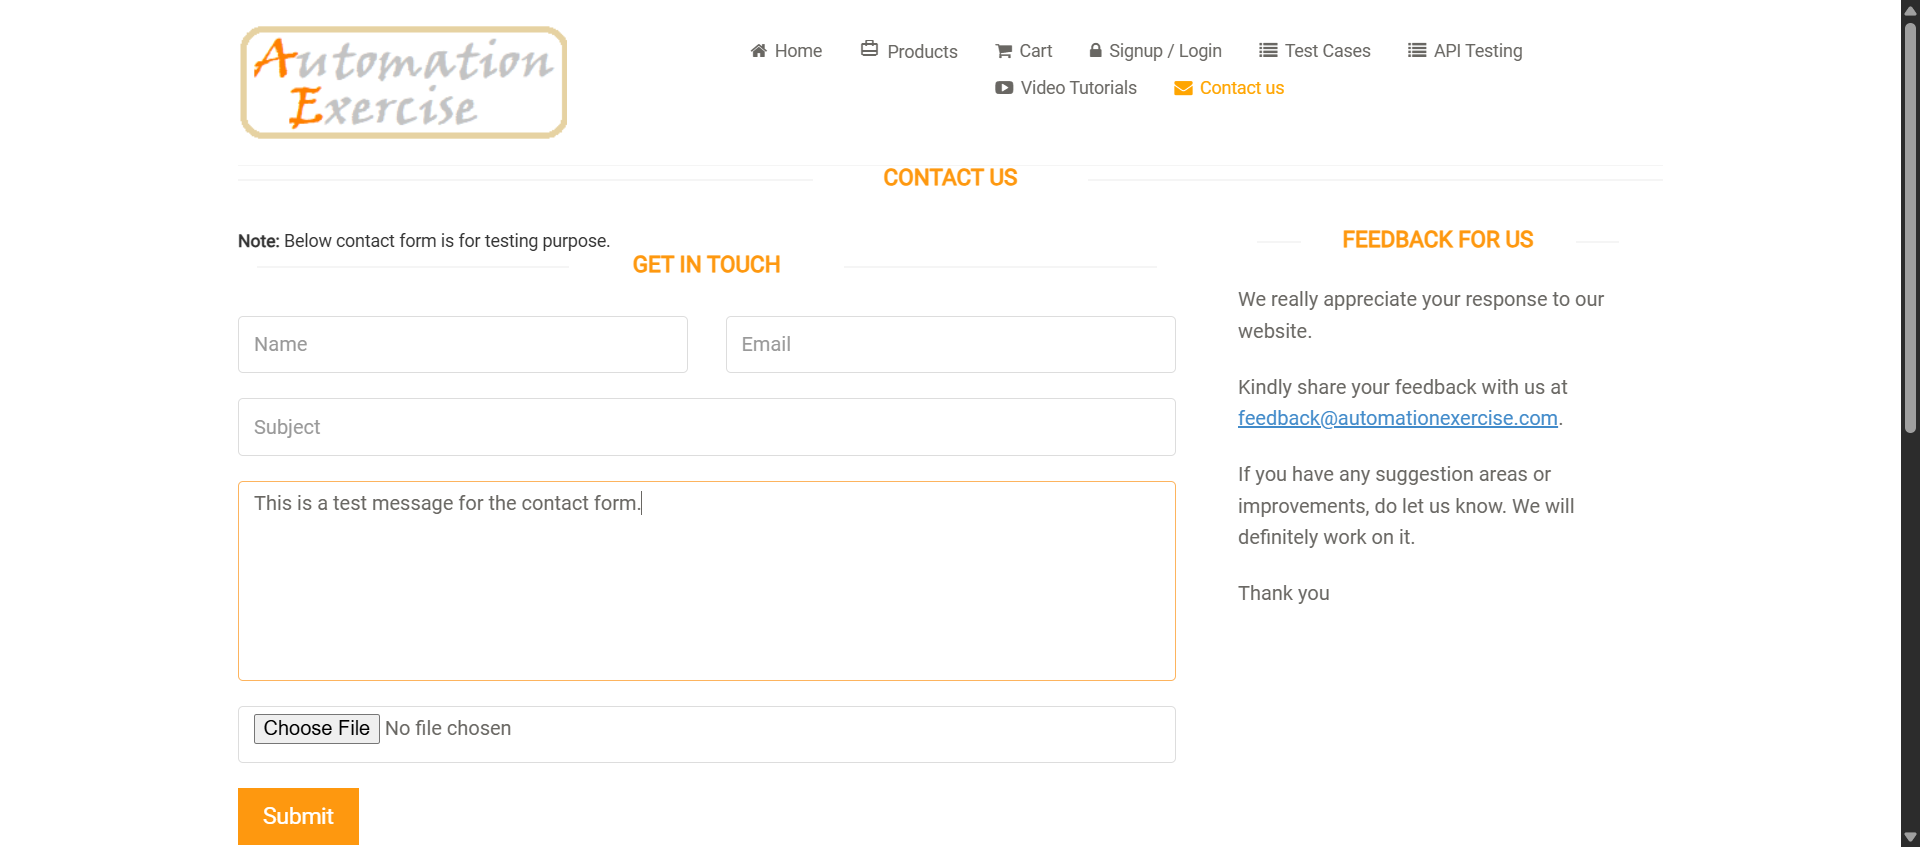 Automation
Exercise
Home Products Cart Signup / Login Test Cases API Testing
Video Tutorials Contact us
CONTACT US
Note: Below contact form is for testing purpose.
GET IN TOUCH
Name Email
Subject
This is a test message for the contact form.
Choose File No file chosen
Submit
FEEDBACK FOR US
We really appreciate your response to our
website.
Kindly share your feedback with us at
feedback@automationexercise.com.
If you have any suggestion areas or
improvements, do let us know. We will
definitely work on it.
Thank you